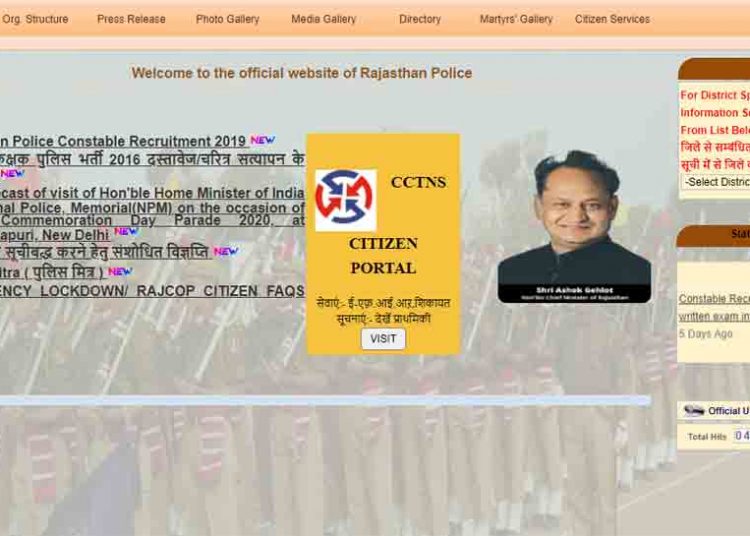 Org. Structure Press Release Photo Gallery Media Gallery Directory Martyrs' Gallery Citizen Services
Welcome to the official website of Rajasthan Police
n Police Constable Recruitment 2019 NEW
पुलिस भर्ती 2016 दस्तावेज/चरित्र सत्यापन के
NEW
cast of visit of Hon'ble Home Minister of India
nal Police, Memorial(NPM) on the occasion of
Commemoration Day Parade 2020, at
apuri, New Delhi NEW
सूचीबद्ध करने हेतु संशोधित विज्ञप्ति NEW
itra ( पुलिस मित्र ) NEW
ENCY LOCKDOWN/ RAJCOP CITIZEN FAQS
CCTNS
CITIZEN
PORTAL
सेवाएं:- ई-एफ़.आई.आर,शिकायत
सूचनाएं:- देखें प्राथमिकी
VISIT
Shri Ashok Gehlot
Hon'ble Chief Minister of Rajasthan
For District Sp
Information Se
From List Bel
जिले से सम्बंधित
सूची में से जिले
-Select Distric
Sta
Constable Recr
written exam in
5 Days Ago
Official U
Total Hits 0 4